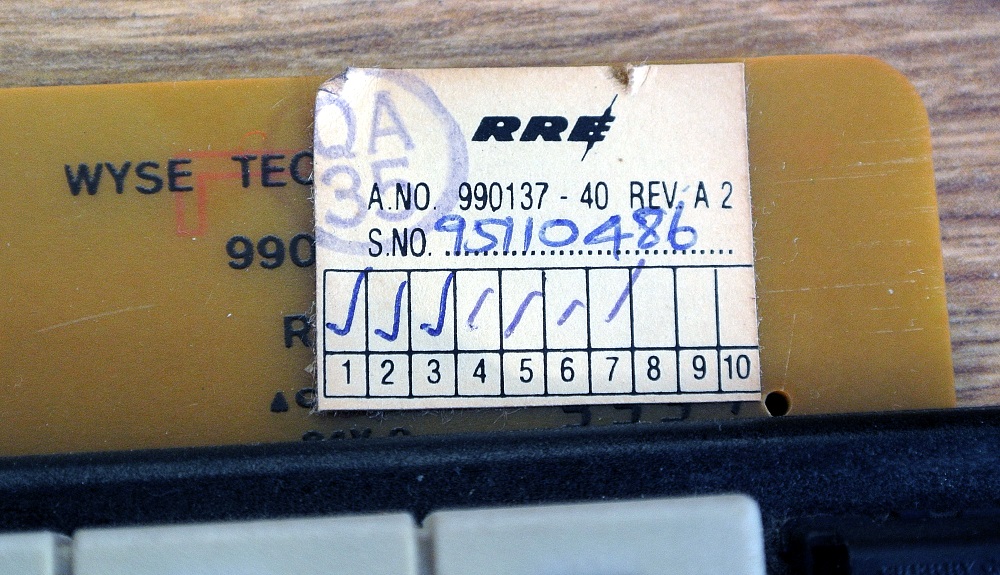 QA
35
RRE
WYSE TEC
A.NO. 990137 - 40 REV. A 2
990
S.NO. 95110486
R
1 2 3 4 5 6 7 8 9 10